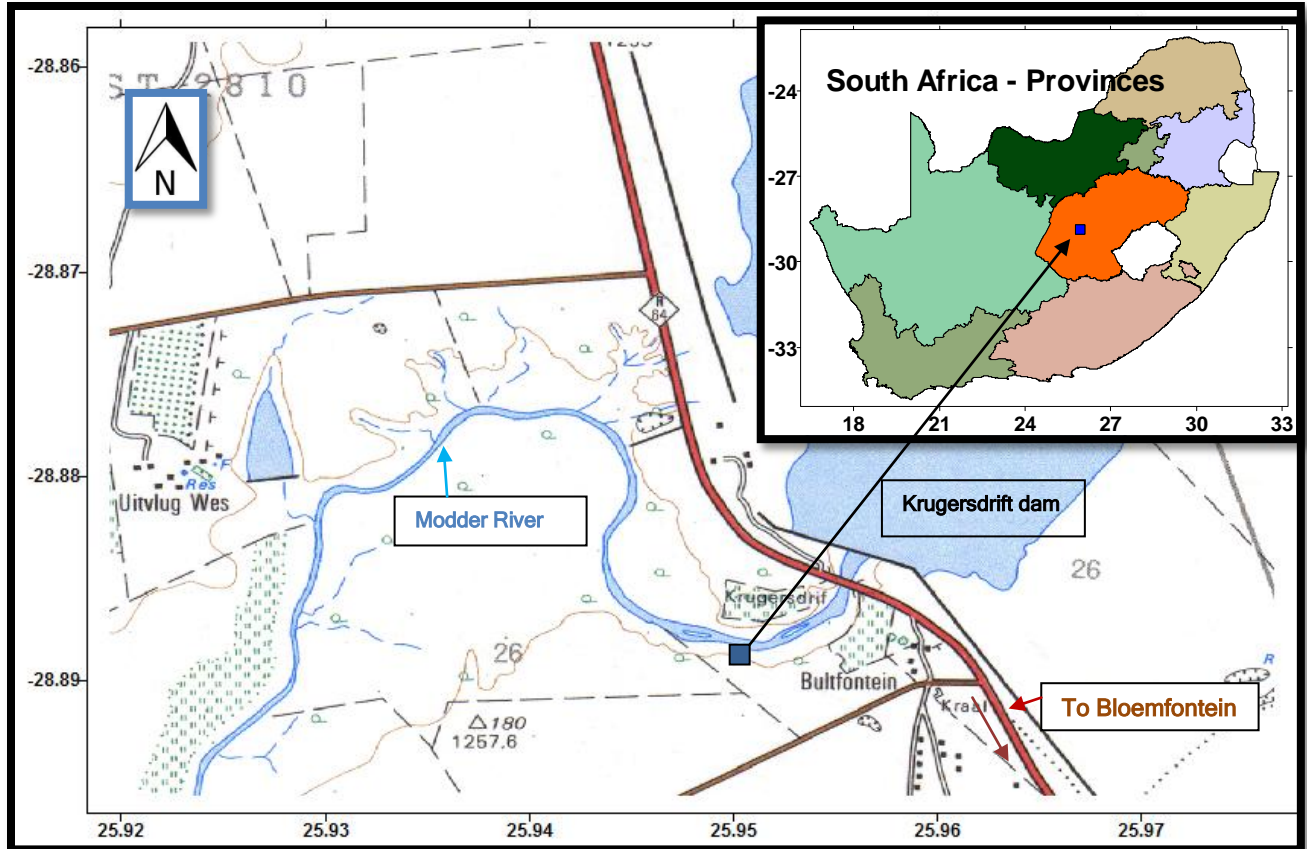 -28.86
-28.87
-28.88
-28.89
25.92
25.93
25.94
25.95
25.96
25.97
2810
N
R
64
Uitvlug Wes
Res
F
Modder River
Krugersdrift dam
Krugersdrif
26
26
Bultfontein
Kraal
To Bloemfontein
R
180
1257.6
South Africa - Provinces
-24
-27
-30
-33
18
21
24
27
30
33